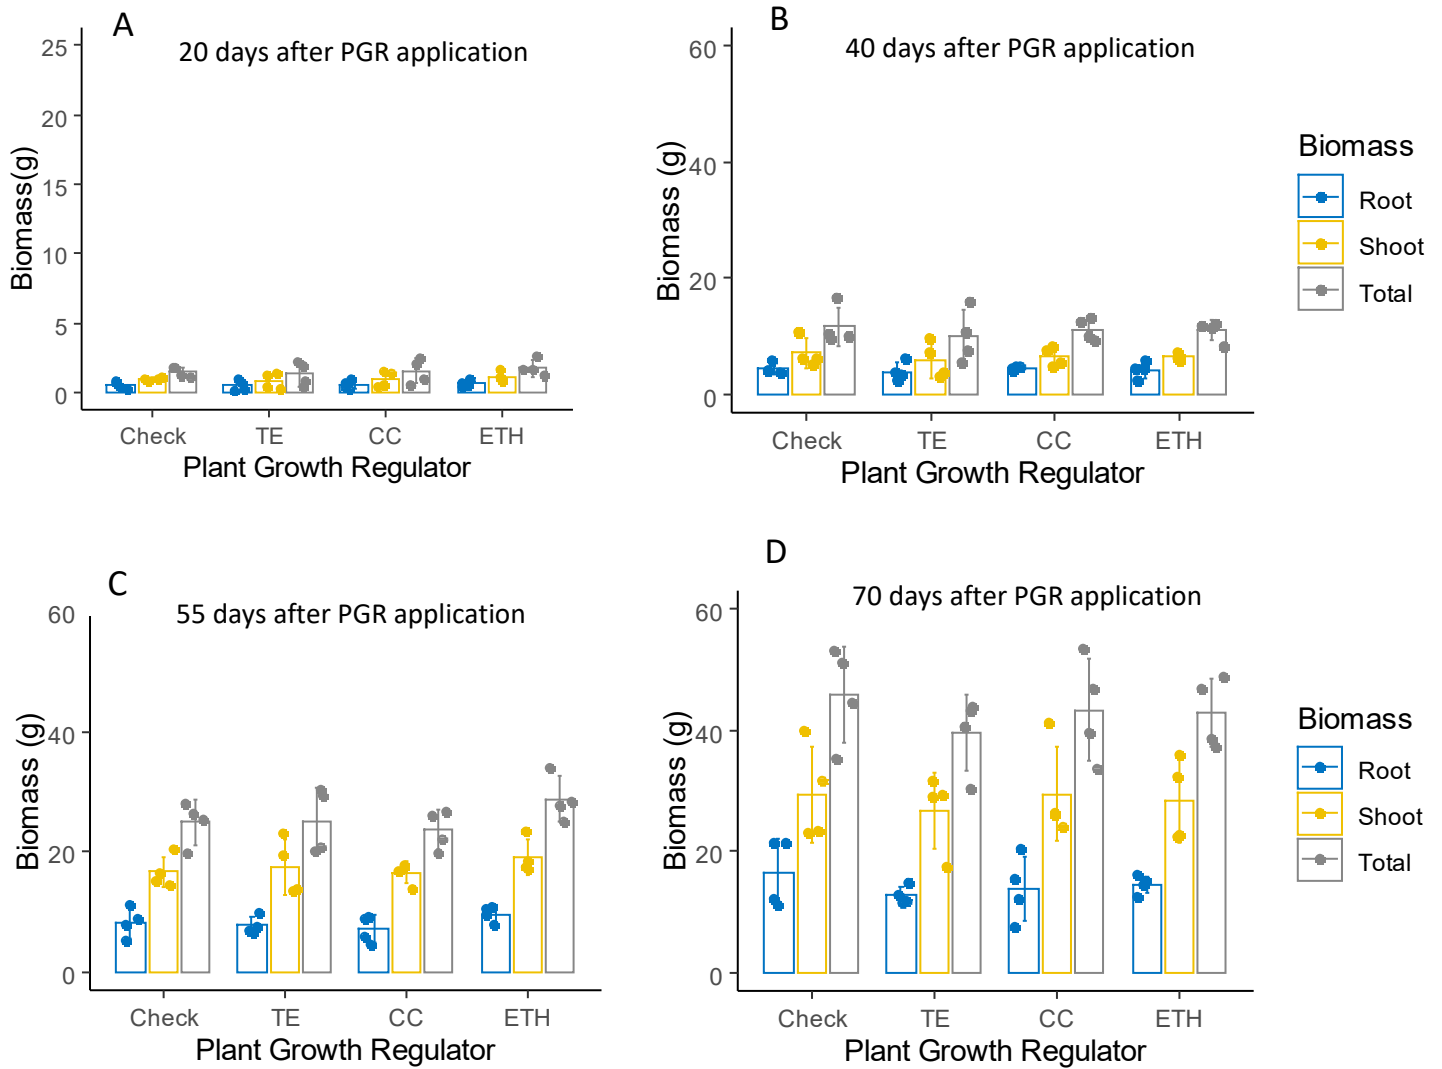 A
20 days after PGR application
25
20
15
10
5
0
Biomass(g)
Check TE CC ETH
Plant Growth Regulator
B
40 days after PGR application
60
40
20
0
Biomass (g)
Check TE CC ETH
Plant Growth Regulator
Biomass
Root
Shoot
Total
C
55 days after PGR application
60
40
20
0
Biomass (g)
Check TE CC ETH
Plant Growth Regulator
D
70 days after PGR application
60
40
20
0
Biomass (g)
Check TE CC ETH
Plant Growth Regulator
Biomass
Root
Shoot
Total